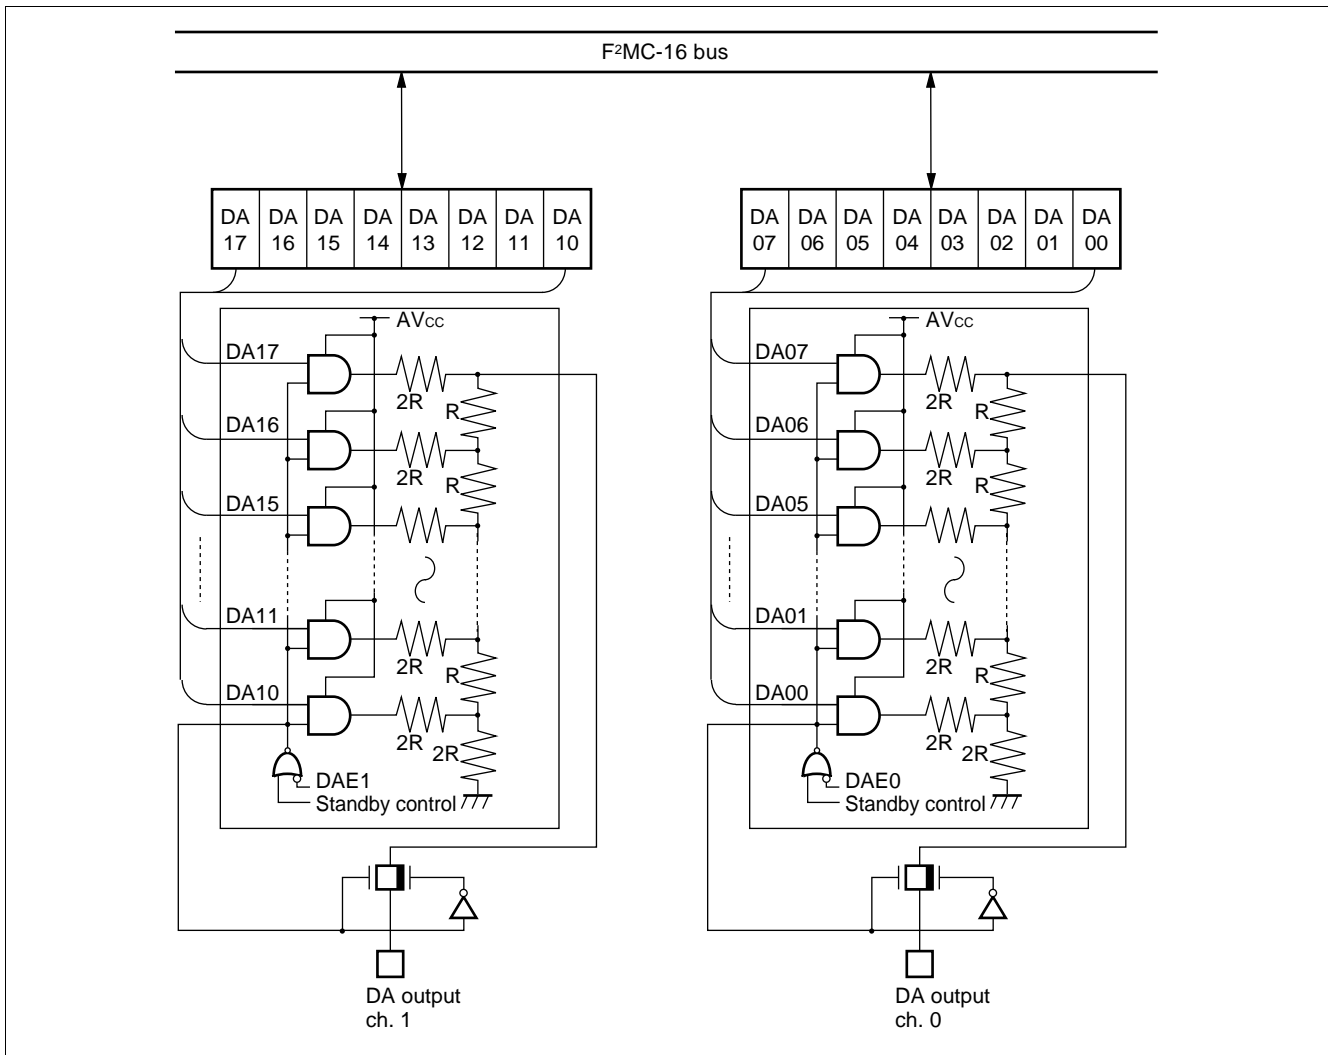 F²MC-16 bus
DA 17 DA 16 DA 15 DA 14 DA 13 DA 12 DA 11 DA 10
DA 07 DA 06 DA 05 DA 04 DA 03 DA 02 DA 01 DA 00
AVCC
DA17
2R
R
DA16
2R
R
DA15
DA11
2R
R
DA10
2R
2R
DAE1
Standby control
DA output
ch. 1
AVCC
DA07
2R
R
DA06
2R
R
DA05
DA01
2R
R
DA00
2R
2R
DAE0
Standby control
DA output
ch. 0